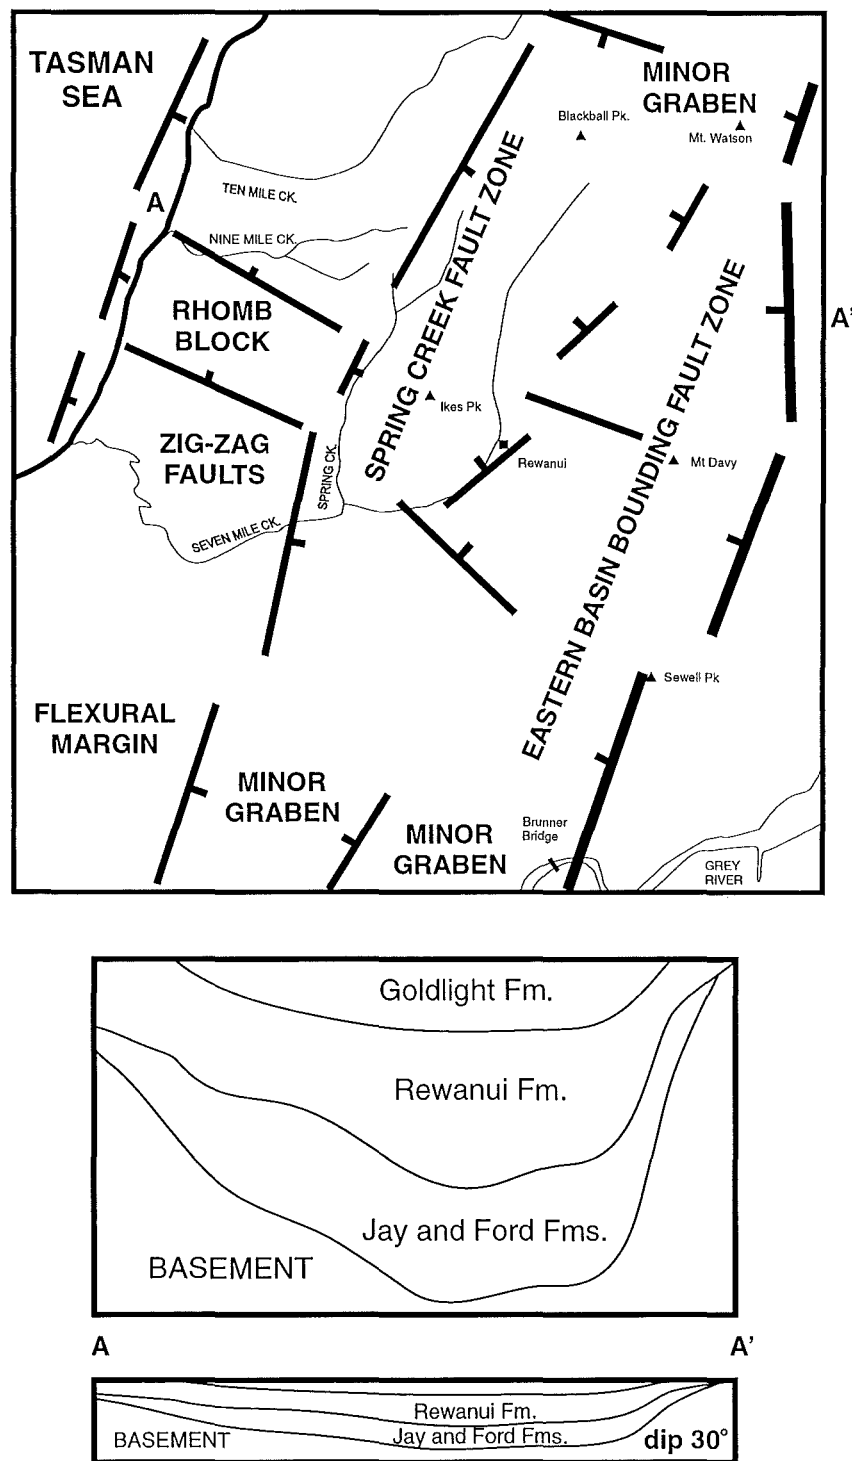 TASMAN
SEA
MINOR
GRABEN
Blackball Pk.
Mt. Watson
TEN MILE CK.
A
NINE MILE CK.
SPRING CREEK FAULT ZONE
RHOMB
BLOCK
A'
EASTERN BASIN BOUNDING FAULT ZONE
Ikes Pk
ZIG-ZAG
FAULTS
SPRING CK.
Rewanui
Mt Davy
SEVEN MILE CK.
Sewell Pk
FLEXURAL
MARGIN
MINOR
GRABEN
MINOR
GRABEN
Brunner
Bridge
GREY
RIVER
Goldlight Fm.
Rewanui Fm.
Jay and Ford Fms.
BASEMENT
A
A'
Rewanui Fm.
Jay and Ford Fms.
BASEMENT
dip 30°